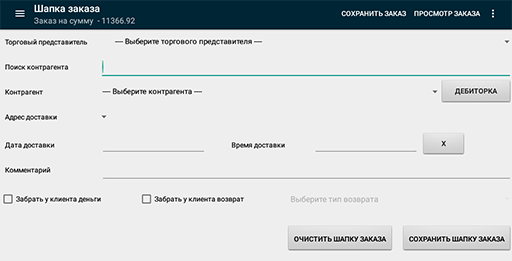 Шапка заказа
Заказ на сумму - 11366.92
СОХРАНИТЬ ЗАКАЗ ПРОСМОТР ЗАКАЗА
Торговый представитель — Выберите торгового представителя —
Поиск контрагента
Контрагент — Выберите контрагента — ДЕБИТОРКА
Адрес доставки
Дата доставки Время доставки X
Комментарий
Забрать у клиента деньги Забрать у клиента возврат Выберите тип возврата
ОЧИСТИТЬ ШАПКУ ЗАКАЗА СОХРАНИТЬ ШАПКУ ЗАКАЗА